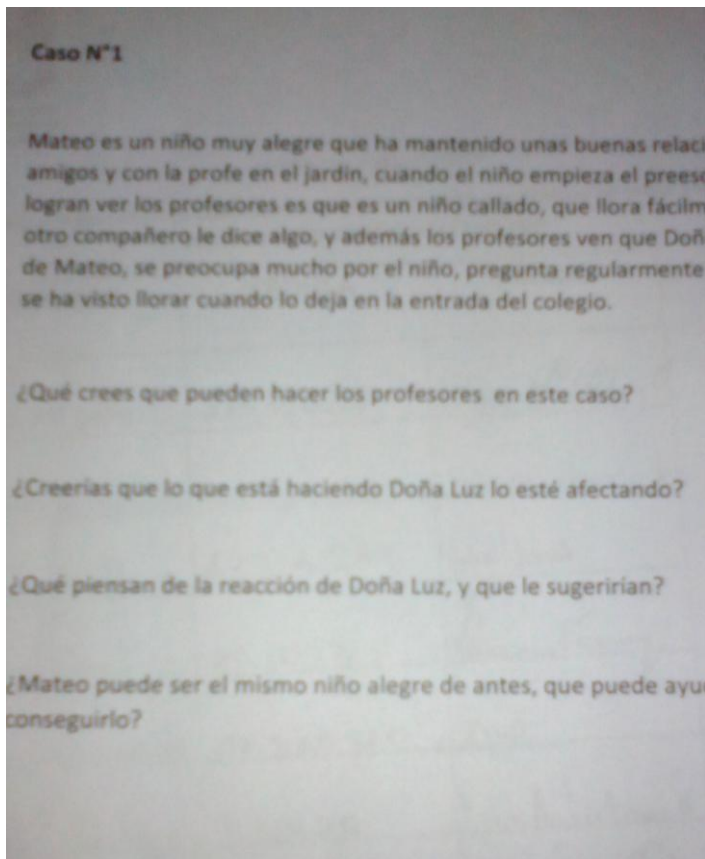 Caso N°1
Mateo es un niño muy alegre que ha mantenido unas buenas relaci
amigos y con la profe en el jardín, cuando el niño empieza el preesc
logran ver los profesores es que es un niño callado, que llora fácilm
otro compañero le dice algo, y además los profesores ven que Doñ
de Mateo, se preocupa mucho por el niño, pregunta regularmente
se ha visto llorar cuando lo deja en la entrada del colegio.
¿Qué crees que pueden hacer los profesores en este caso?
¿Creerías que lo que está haciendo Doña Luz lo esté afectando?
¿Qué piensan de la reacción de Doña Luz, y que le sugerirían?
¿Mateo puede ser el mismo niño alegre de antes, que puede ayu
conseguirlo?